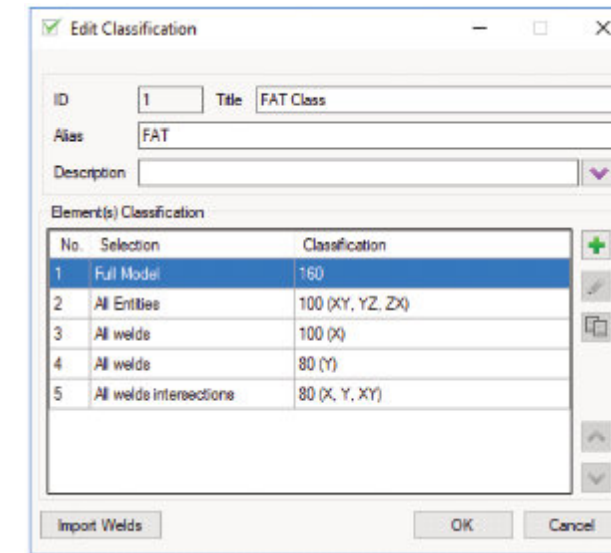 Edit Classification
ID 1 Title FAT Class
Alias FAT
Description
Element(s) Classification
No. Selection Classification
1 Full Model 160
2 All Entities 100 (XY, YZ, ZX)
3 All welds 100 (X)
4 All welds 80 (Y)
5 All welds intersections 80 (X, Y, XY)
Import Welds OK Cancel